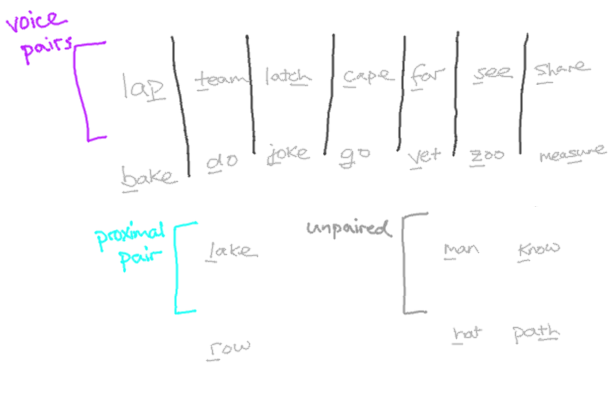 voice
pairs
lap team latch cape far see share
bake do joke go vet zoo measure
proximal
pair
lake
row
unpaired
man know
hat path